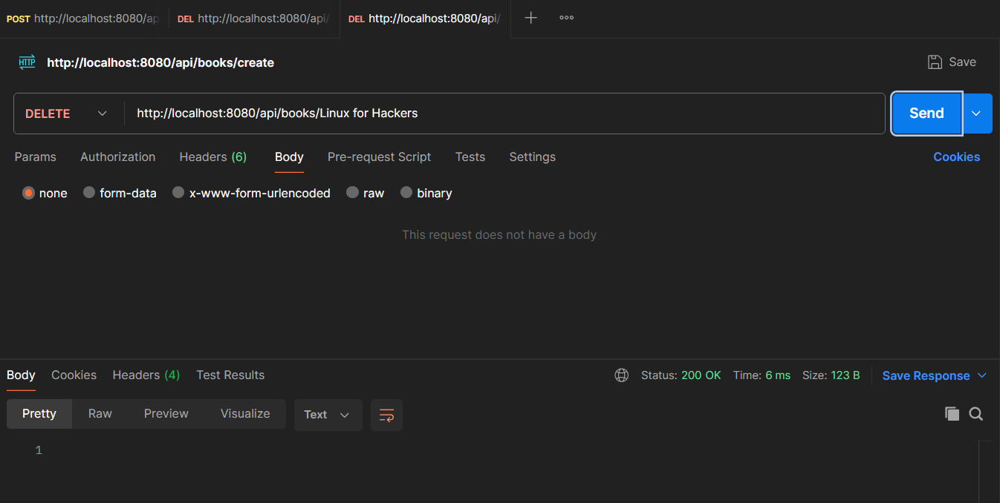 POST http://localhost:8080/ap DEL http://localhost:8080/api/ DEL http://localhost:8080/api/
HTTP http://localhost:8080/api/books/create Save
DELETE http://localhost:8080/api/books/Linux for Hackers Send
Params Authorization Headers (6) Body Pre-request Script Tests Settings Cookies
none form-data x-www-form-urlencoded raw binary
This request does not have a body
Body Cookies Headers (4) Test Results Status: 200 OK Time: 6 ms Size: 123 B Save Response
Pretty Raw Preview Visualize Text
1